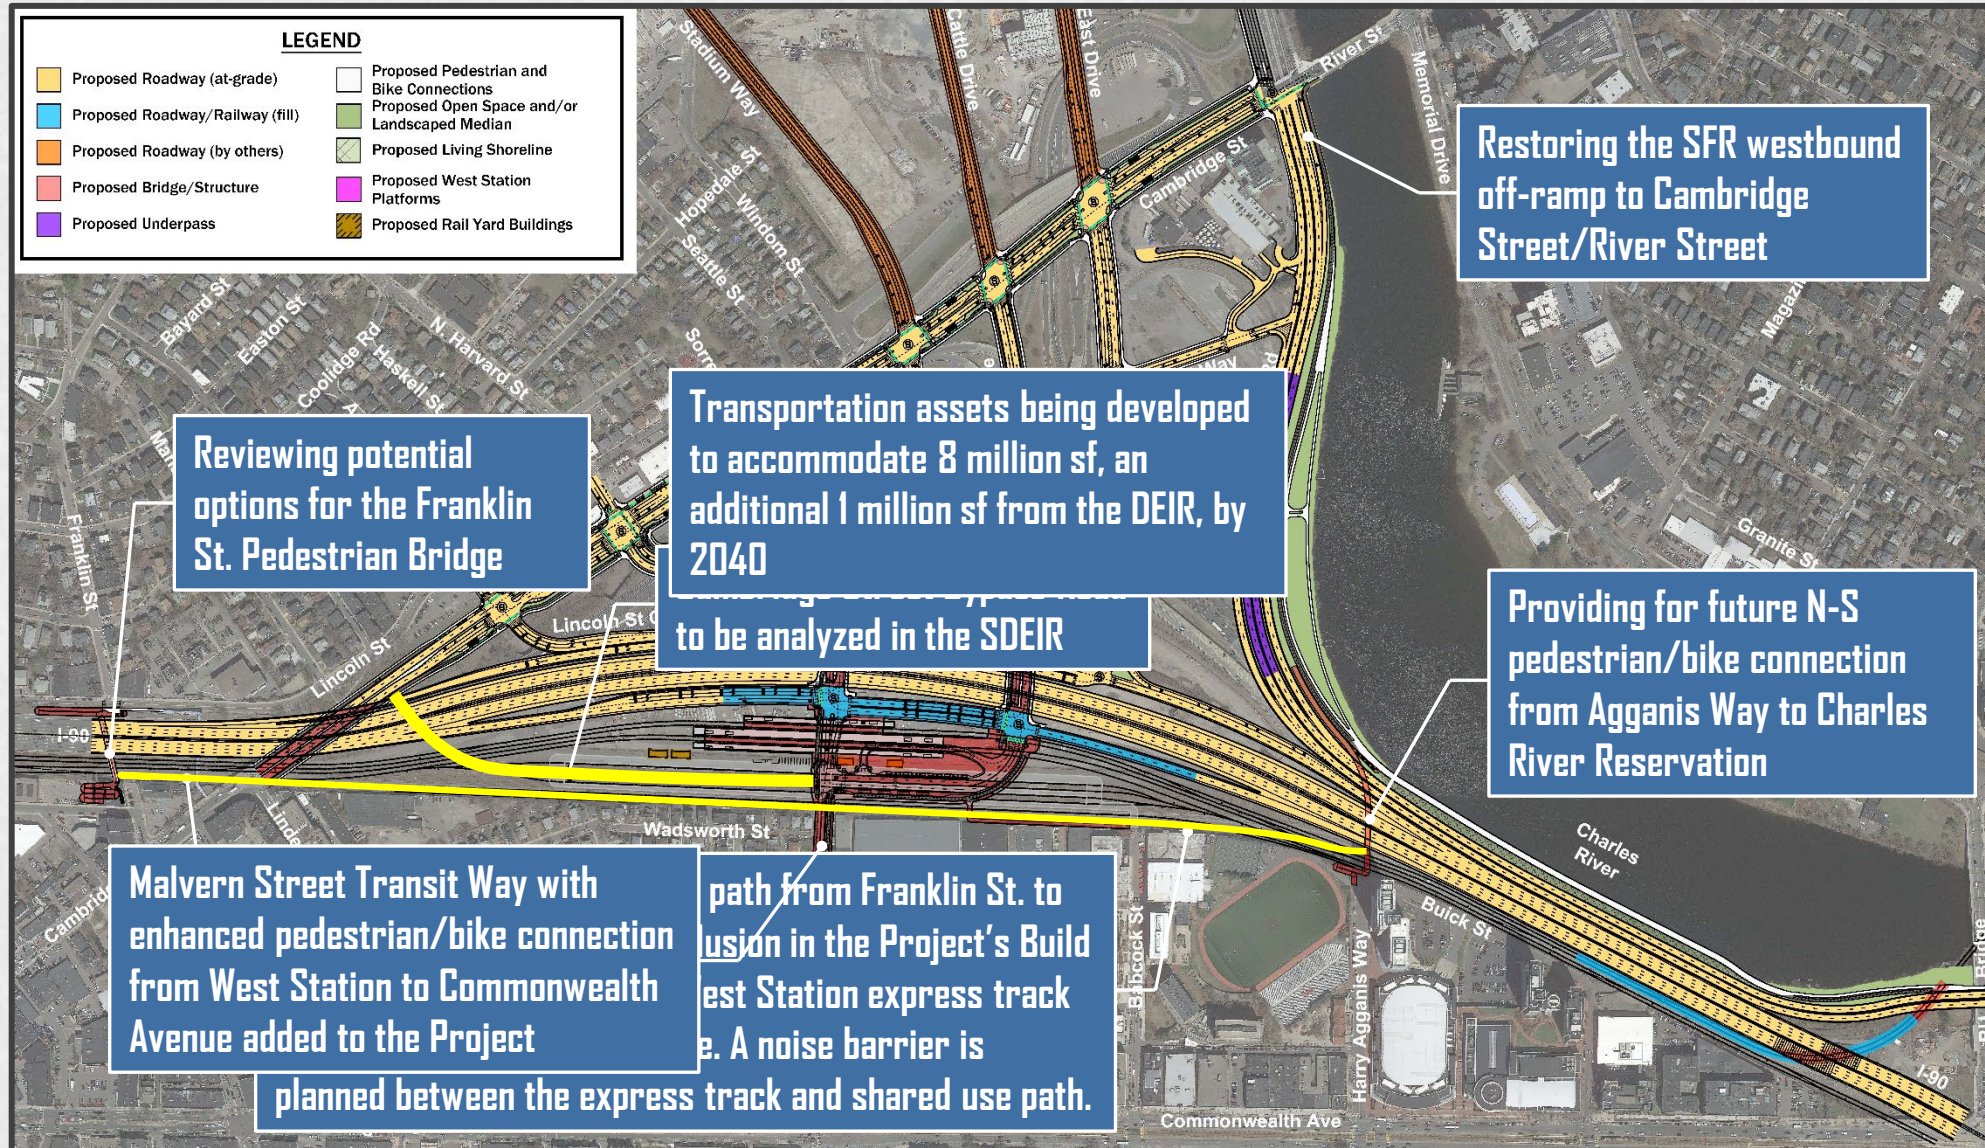 LEGEND
Proposed Roadway (at-grade)
Proposed Roadway/Railway (fill)
Proposed Roadway (by others)
Proposed Bridge/Structure
Proposed Underpass
Proposed Pedestrian and
Bike Connections
Proposed Open Space and/or
Landscaped Median
Proposed Living Shoreline
Proposed West Station
Platforms
Proposed Rail Yard Buildings
Stadium Way
Cattle Drive
East Drive
River St
Memorial Drive
Cambridge St
Hopedale St
Windom St
Seattle St
Restoring the SFR westbound
off-ramp to Cambridge
Street/River Street
Bayard St
Easton St
Coolidge Rd
Haskell St
N. Harvard St
Way
Granite St
Franklin St
Reviewing potential
options for the Franklin
St. Pedestrian Bridge
Transportation assets being developed
to accommodate 8 million sf, an
additional 1 million sf from the DEIR, by
2040
to be analyzed in the SDEIR
Lincoln St
Lincoln St
Providing for future N-S
pedestrian/bike connection
from Agganis Way to Charles
River Reservation
I-90
Wadsworth St
Charles
River
Buick St
Babcock St
Harry Agganis Way
Malvern Street Transit Way with
enhanced pedestrian/bike connection
from West Station to Commonwealth
Avenue added to the Project
path from Franklin St. to
in the Project's Build
Station express track
A noise barrier is
planned between the express track and shared use path.
Bridge
I-90
Commonwealth Ave